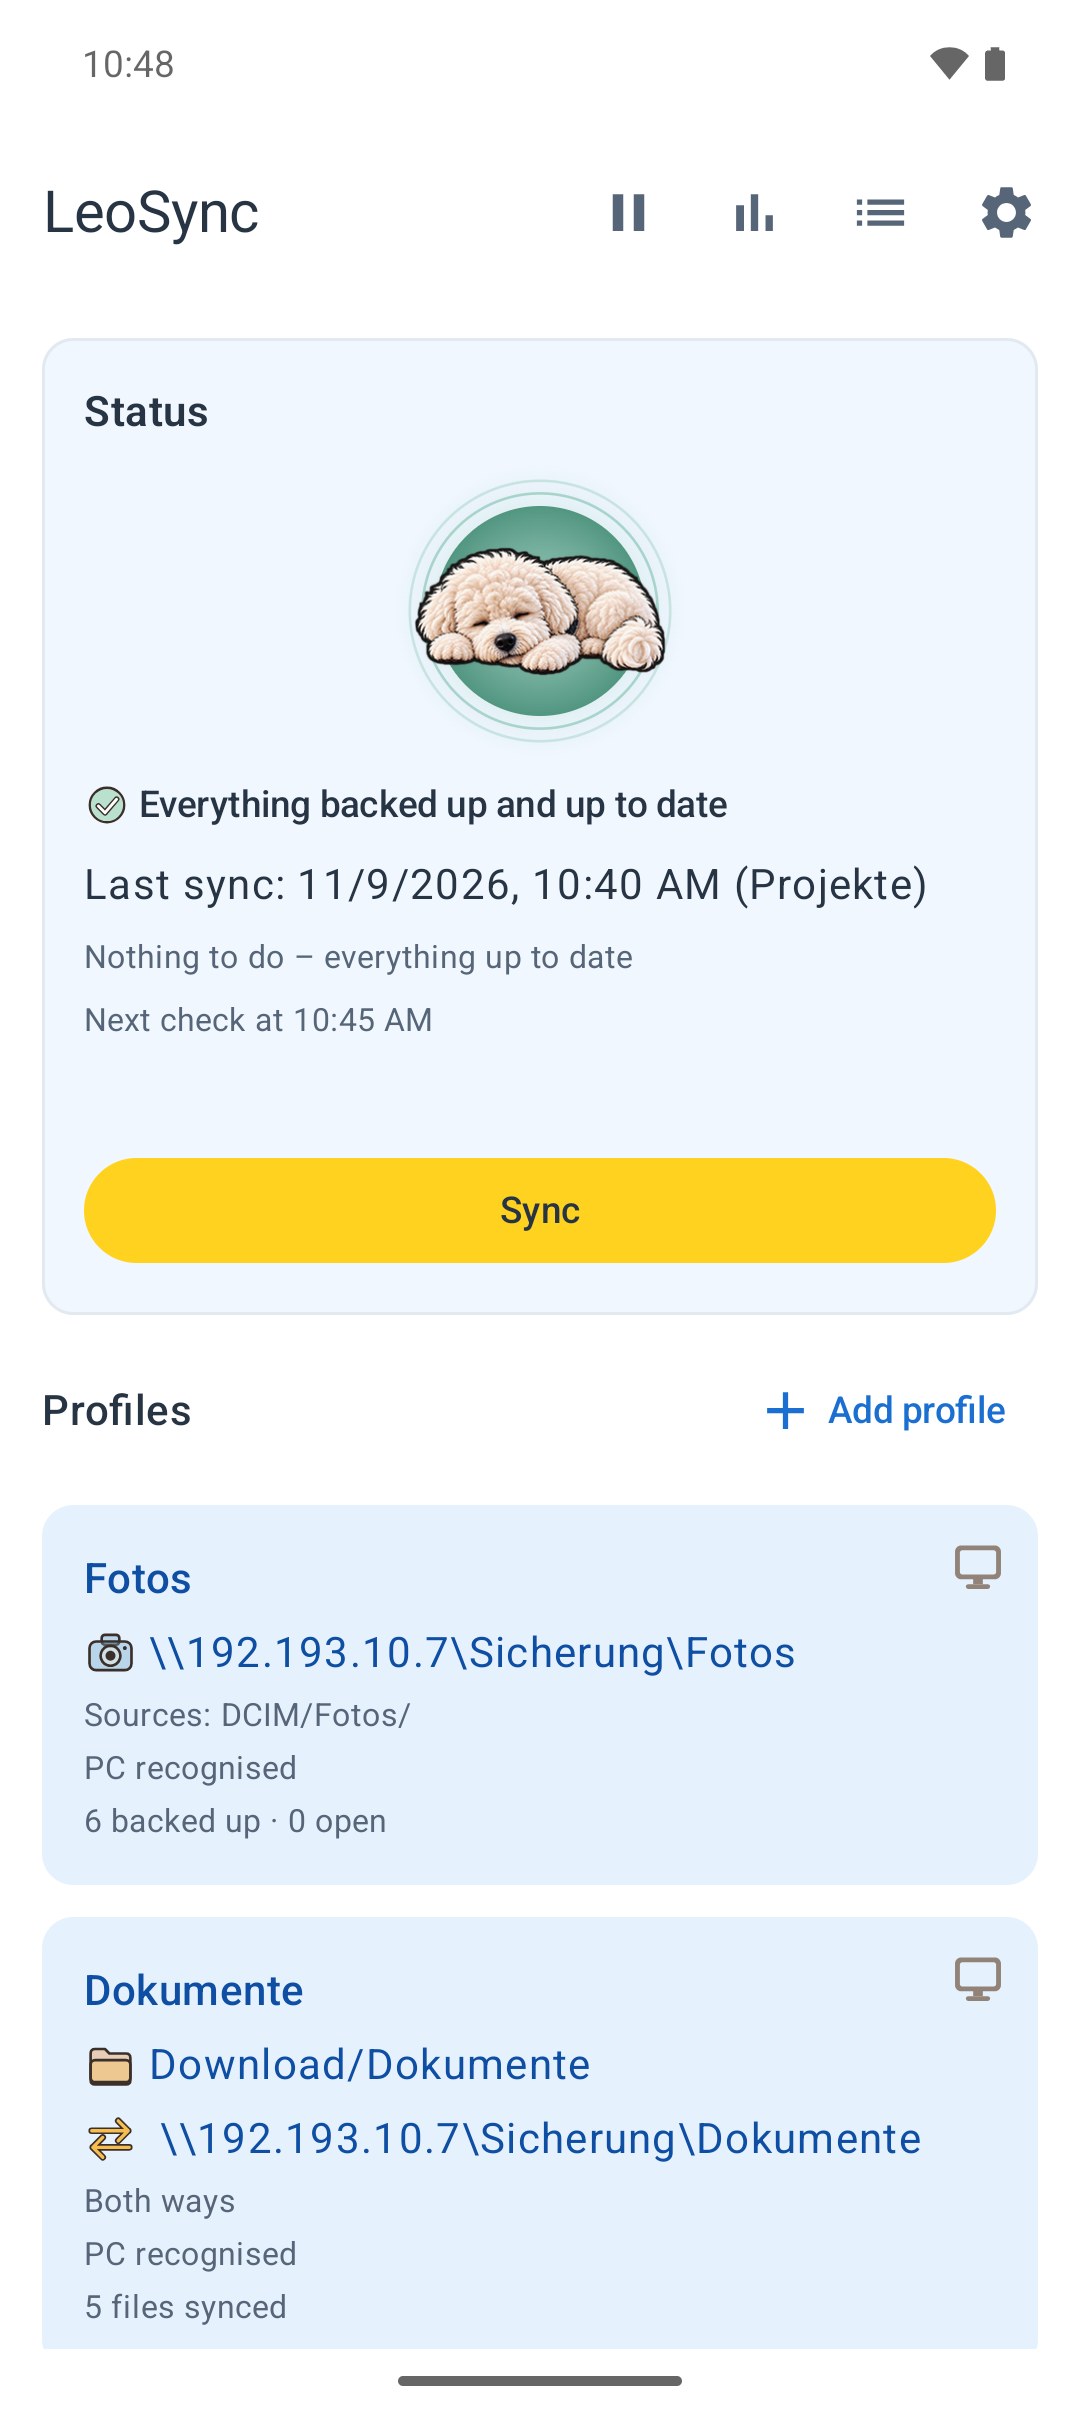 10:48
LeoSync
Status
Everything backed up and up to date
Last sync: 11/9/2026, 10:40 AM (Projekte)
Nothing to do – everything up to date
Next check at 10:45 AM
Sync
Profiles
Add profile
Fotos
\\192.193.10.7\Sicherung\Fotos
Sources: DCIM/Fotos/
PC recognised
6 backed up · 0 open
Dokumente
Download/Dokumente
\\192.193.10.7\Sicherung\Dokumente
Both ways
PC recognised
5 files synced